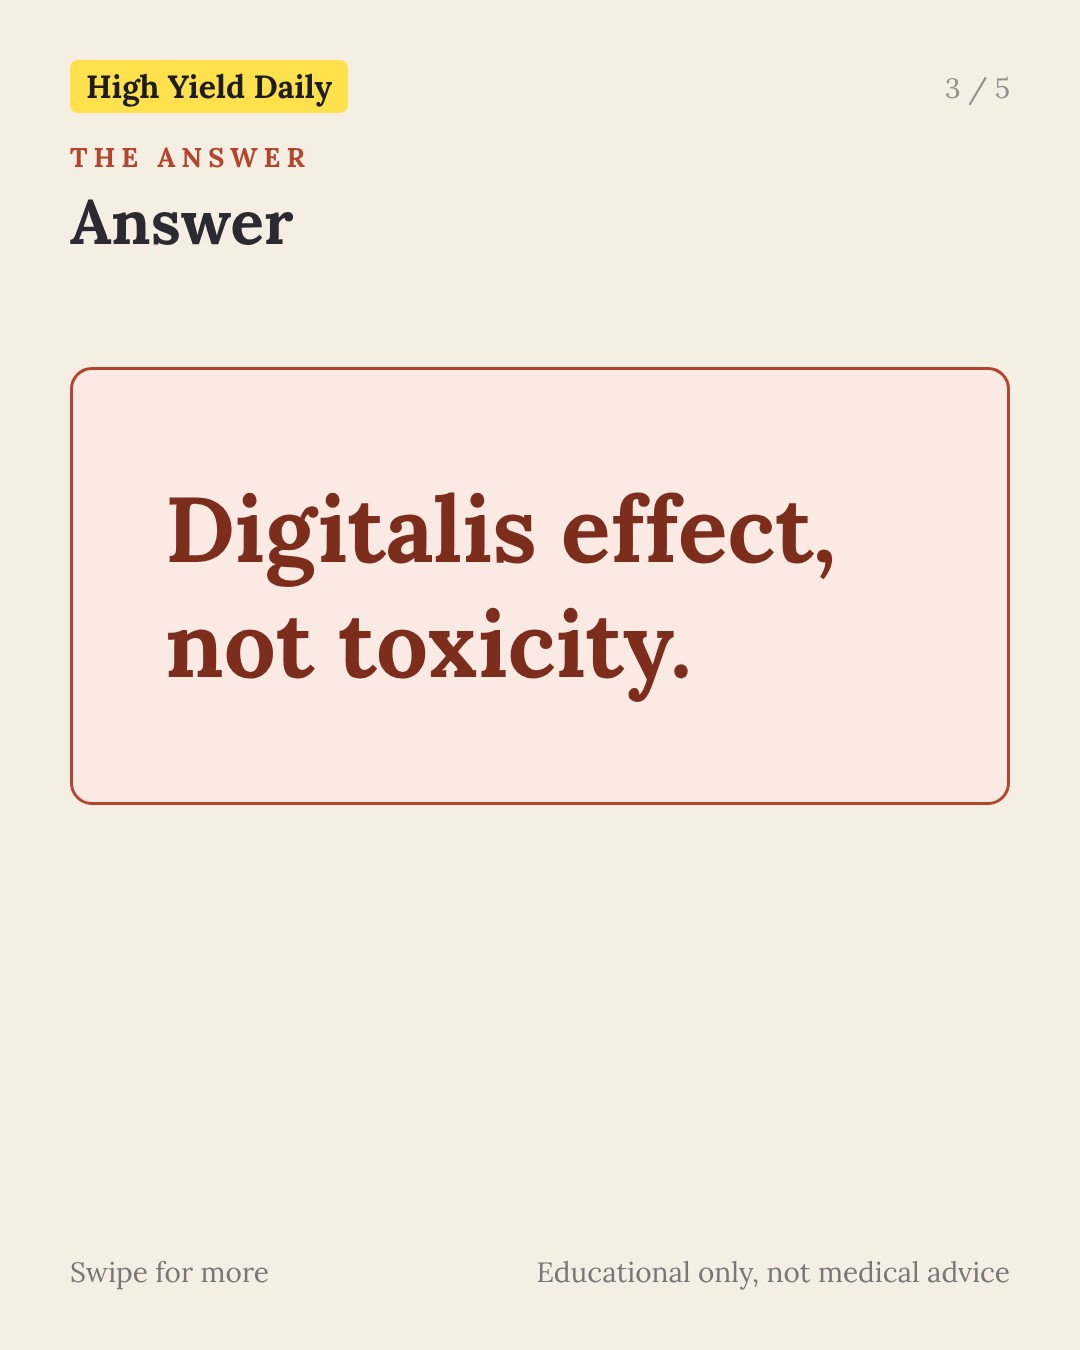 High Yield Daily
3 / 5
THE ANSWER
Answer
Digitalis effect,
not toxicity.
Swipe for more
Educational only, not medical advice